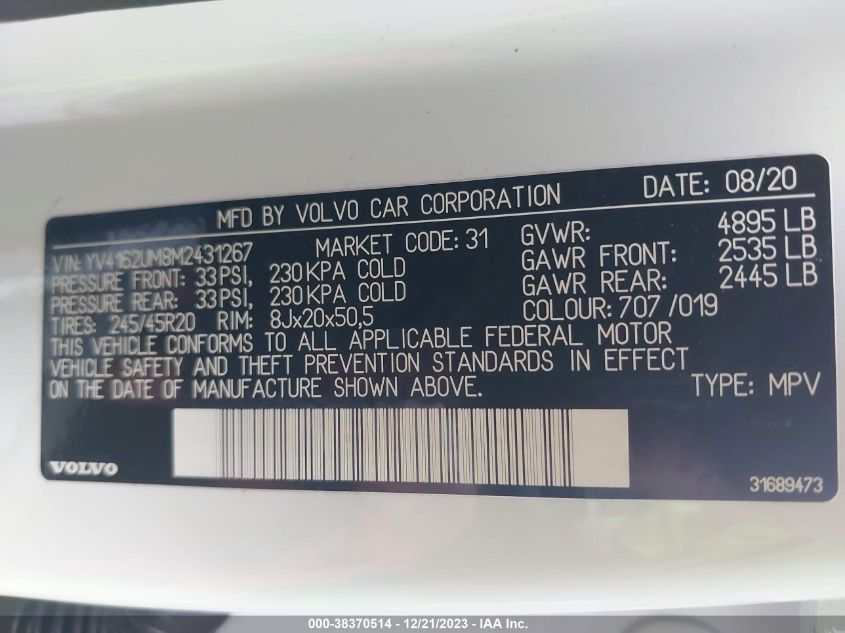 MFD BY VOLVO CAR CORPORATION DATE: 08/20
VIN: YV4162UM8M2431267 MARKET CODE: 31 GVWR: 4895 LB
PRESSURE FRONT: 33 PSI, 230 KPA COLD GAWR FRONT: 2535 LB
PRESSURE REAR: 33 PSI, 230 KPA COLD GAWR REAR: 2445 LB
TIRES: 245/45R20 RIM: 8Jx20x50,5 COLOUR: 707 /019
THIS VEHICLE CONFORMS TO ALL APPLICABLE FEDERAL MOTOR
VEHICLE SAFETY AND THEFT PREVENTION STANDARDS IN EFFECT
ON THE DATE OF MANUFACTURE SHOWN ABOVE. TYPE: MPV
VOLVO
31689473
000-38370514 - 12/21/2023 - IAA Inc.